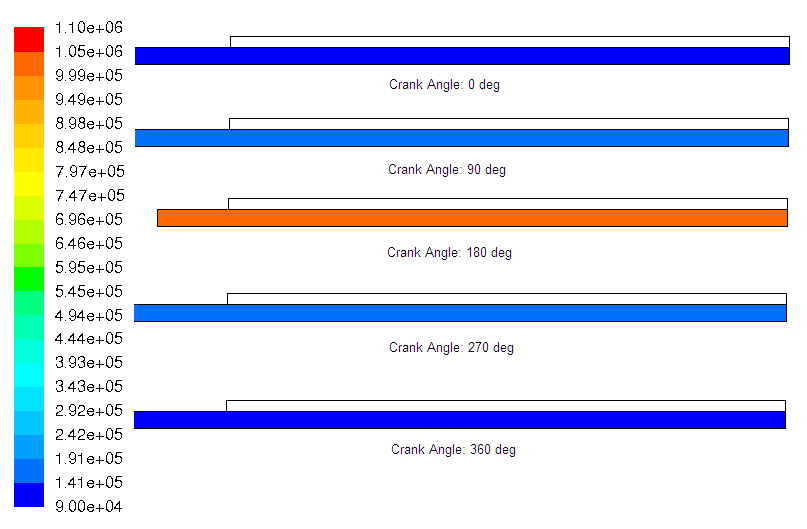 1.10e+06
1.05e+06
9.99e+05
9.49e+05
8.98e+05
8.48e+05
7.97e+05
7.47e+05
6.96e+05
6.46e+05
5.95e+05
5.45e+05
4.94e+05
4.44e+05
3.93e+05
3.43e+05
2.92e+05
2.42e+05
1.91e+05
1.41e+05
9.00e+04
Crank Angle: 0 deg
Crank Angle: 90 deg
Crank Angle: 180 deg
Crank Angle: 270 deg
Crank Angle: 360 deg